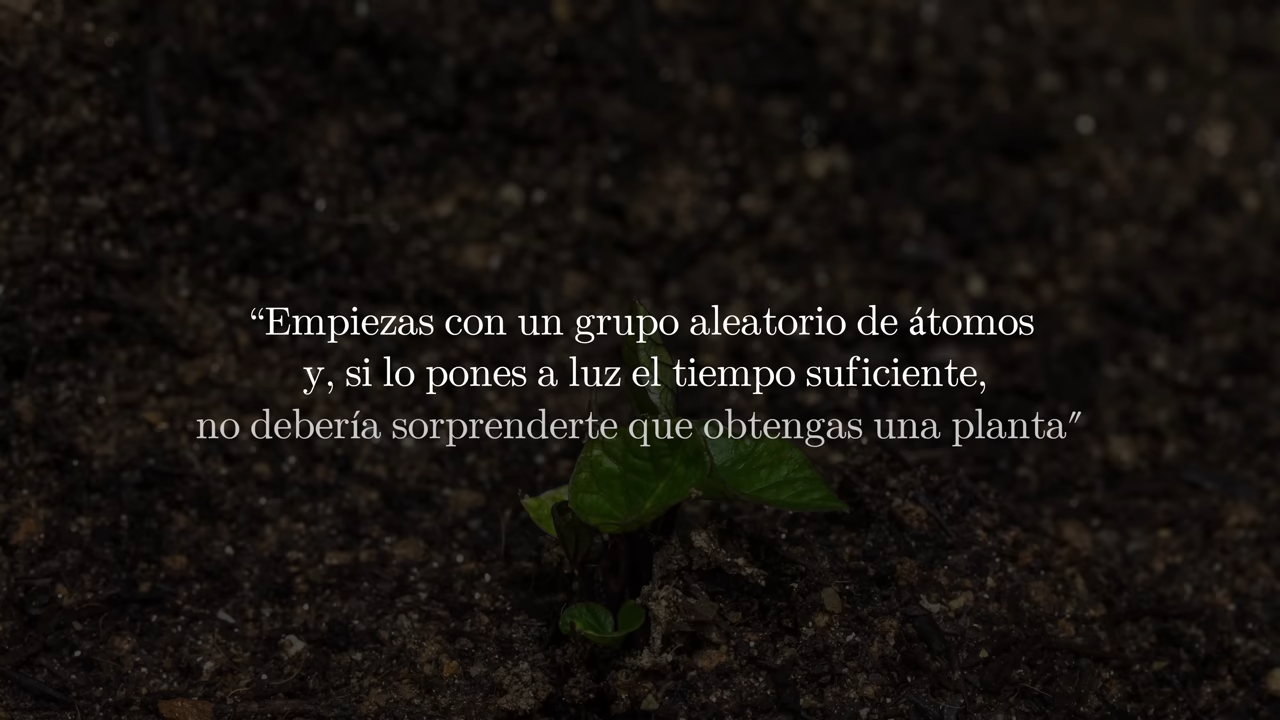 “Empiezas con un grupo aleatorio de átomos
y, si lo pones a luz el tiempo suficiente,
no debería sorprenderte que obtengas una planta”